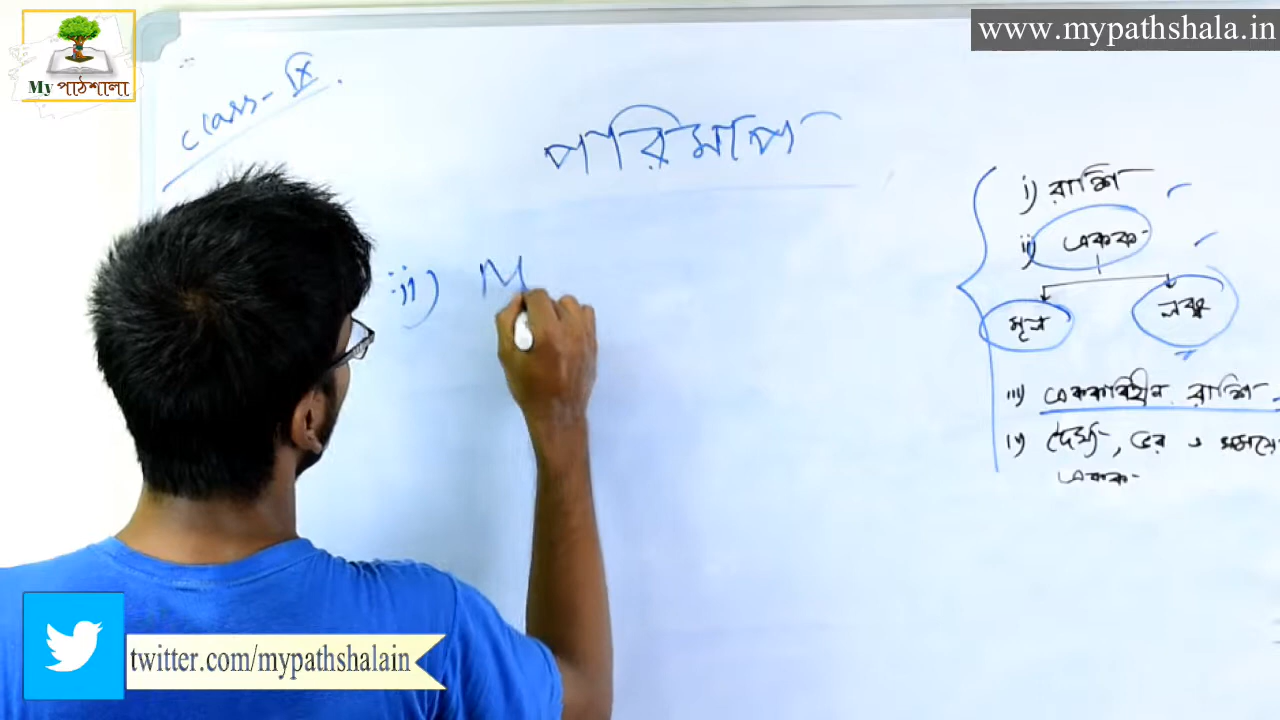 My পাঠশালা
www.mypathshala.in
class-IX.
পরিমাপ
i) রাশি
ii) একক
মূল
লব্ধ
iii) এককবিহীন রাশি
iv) দৈর্ঘ্য, ভর ও সময়ের
একক
iii) M
twitter.com/mypathshalain